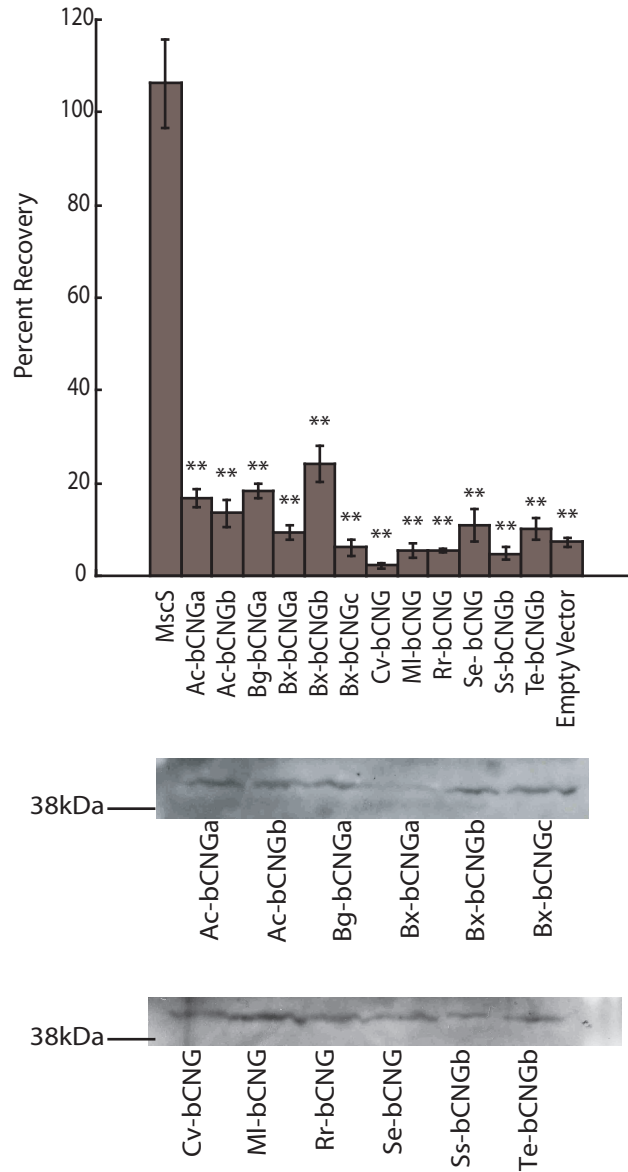 120
100
80
60
40
20
0
Percent Recovery
**
**
**
**
**
**
**
**
**
**
**
**
**
MscS
Ac-bCNGa
Ac-bCNGb
Bg-bCNGa
Bx-bCNGa
Bx-bCNGb
Bx-bCNGc
Cv-bCNG
Ml-bCNG
Rr-bCNG
Se-bCNG
Ss-bCNGb
Te-bCNGb
Empty Vector
38kDa
Ac-bCNGa
Ac-bCNGb
Bg-bCNGa
Bx-bCNGa
Bx-bCNGb
Bx-bCNGc
38kDa
Cv-bCNG
Ml-bCNG
Rr-bCNG
Se-bCNG
Ss-bCNGb
Te-bCNGb